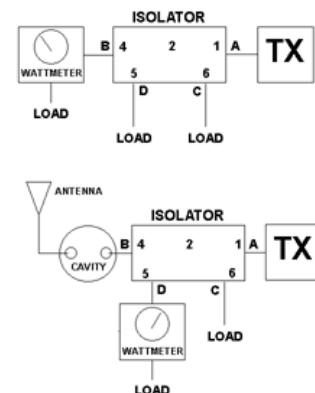 ISOLATOR
B 4 2 1 A TX
WATTMETER 5 6
D C
LOAD
LOAD LOAD
ANTENNA
ISOLATOR
B 4 2 1 A TX
CAVITY
5 6
D C
LOAD
WATTMETER
LOAD